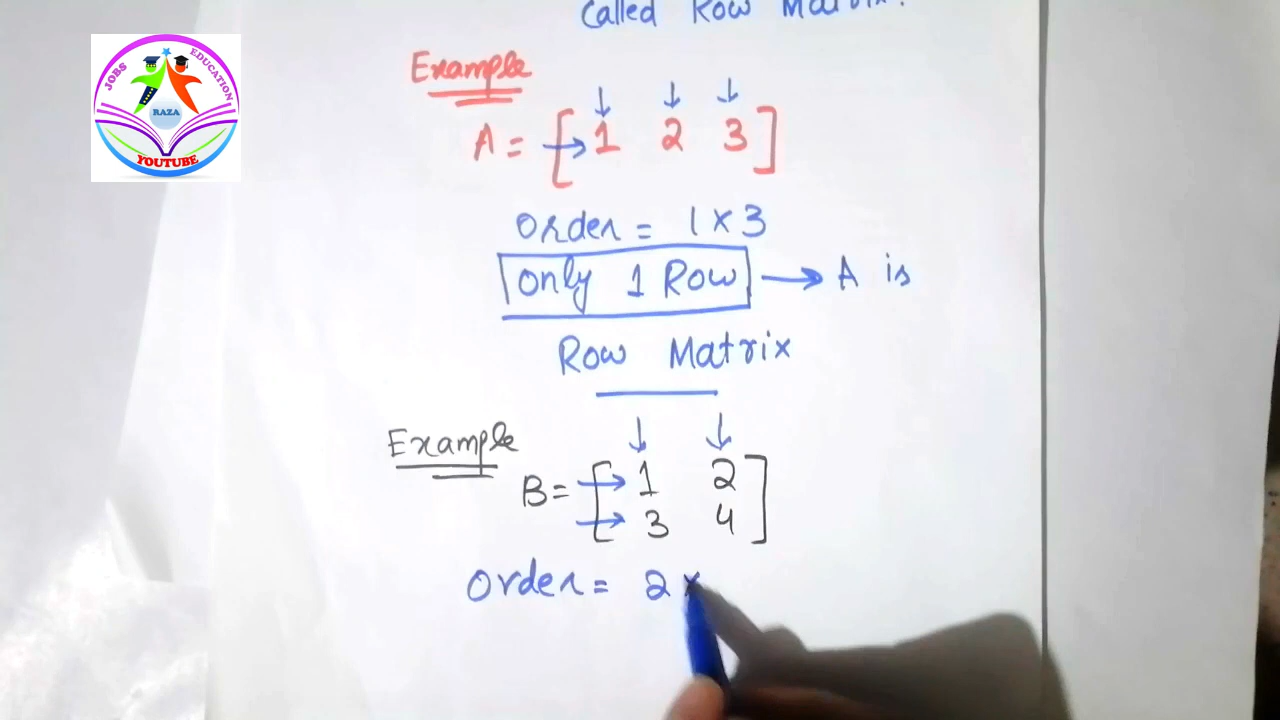 Called Row Matrix.
JOBS EDUCATION
RAZA
YOUTUBE
Example
A = [ 1 2 3 ]
Order = 1 × 3
Only 1 Row → A is
Row Matrix
Example
B = [ 1 2
3 4 ]
Order = 2 ×